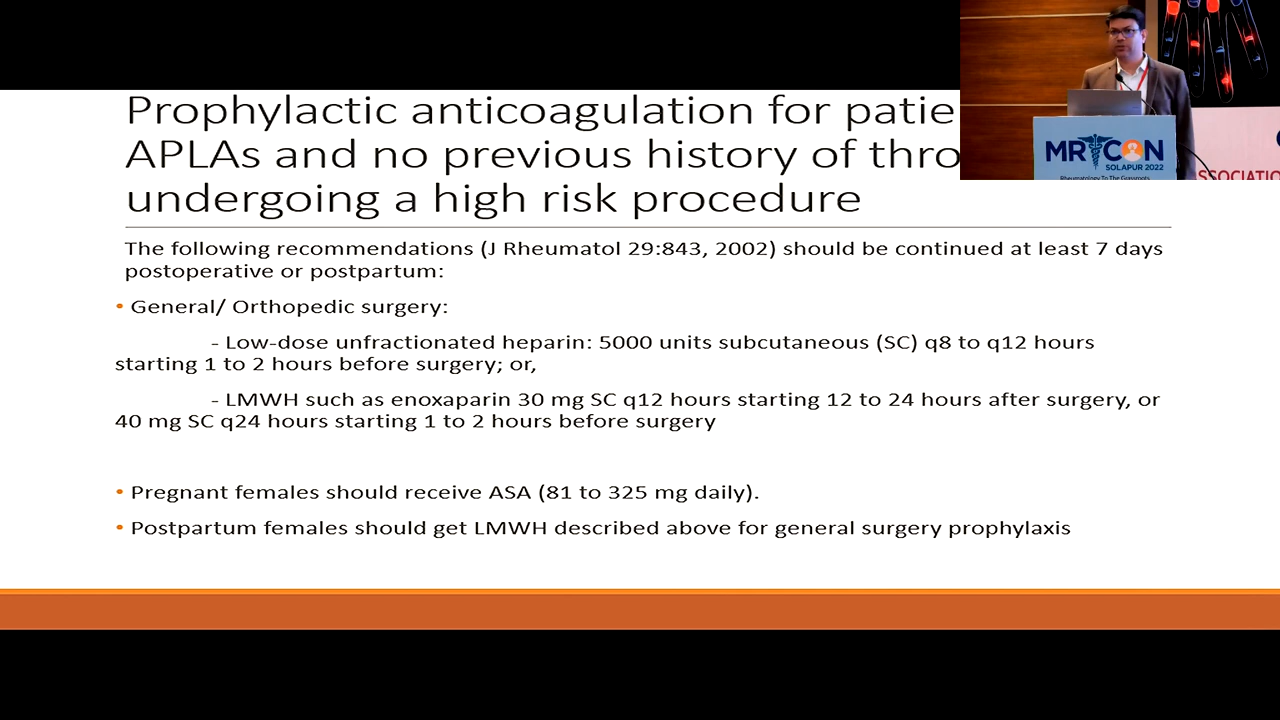 Prophylactic anticoagulation for patie
APLAs and no previous history of thro
undergoing a high risk procedure
The following recommendations (J Rheumatol 29:843, 2002) should be continued at least 7 days
postoperative or postpartum:
• General/ Orthopedic surgery:
- Low-dose unfractionated heparin: 5000 units subcutaneous (SC) q8 to q12 hours
starting 1 to 2 hours before surgery; or,
- LMWH such as enoxaparin 30 mg SC q12 hours starting 12 to 24 hours after surgery, or
40 mg SC q24 hours starting 1 to 2 hours before surgery
• Pregnant females should receive ASA (81 to 325 mg daily).
• Postpartum females should get LMWH described above for general surgery prophylaxis
MRCON
SOLAPUR 2022
Rheumatology To The Grassroots
SSOCIATIO